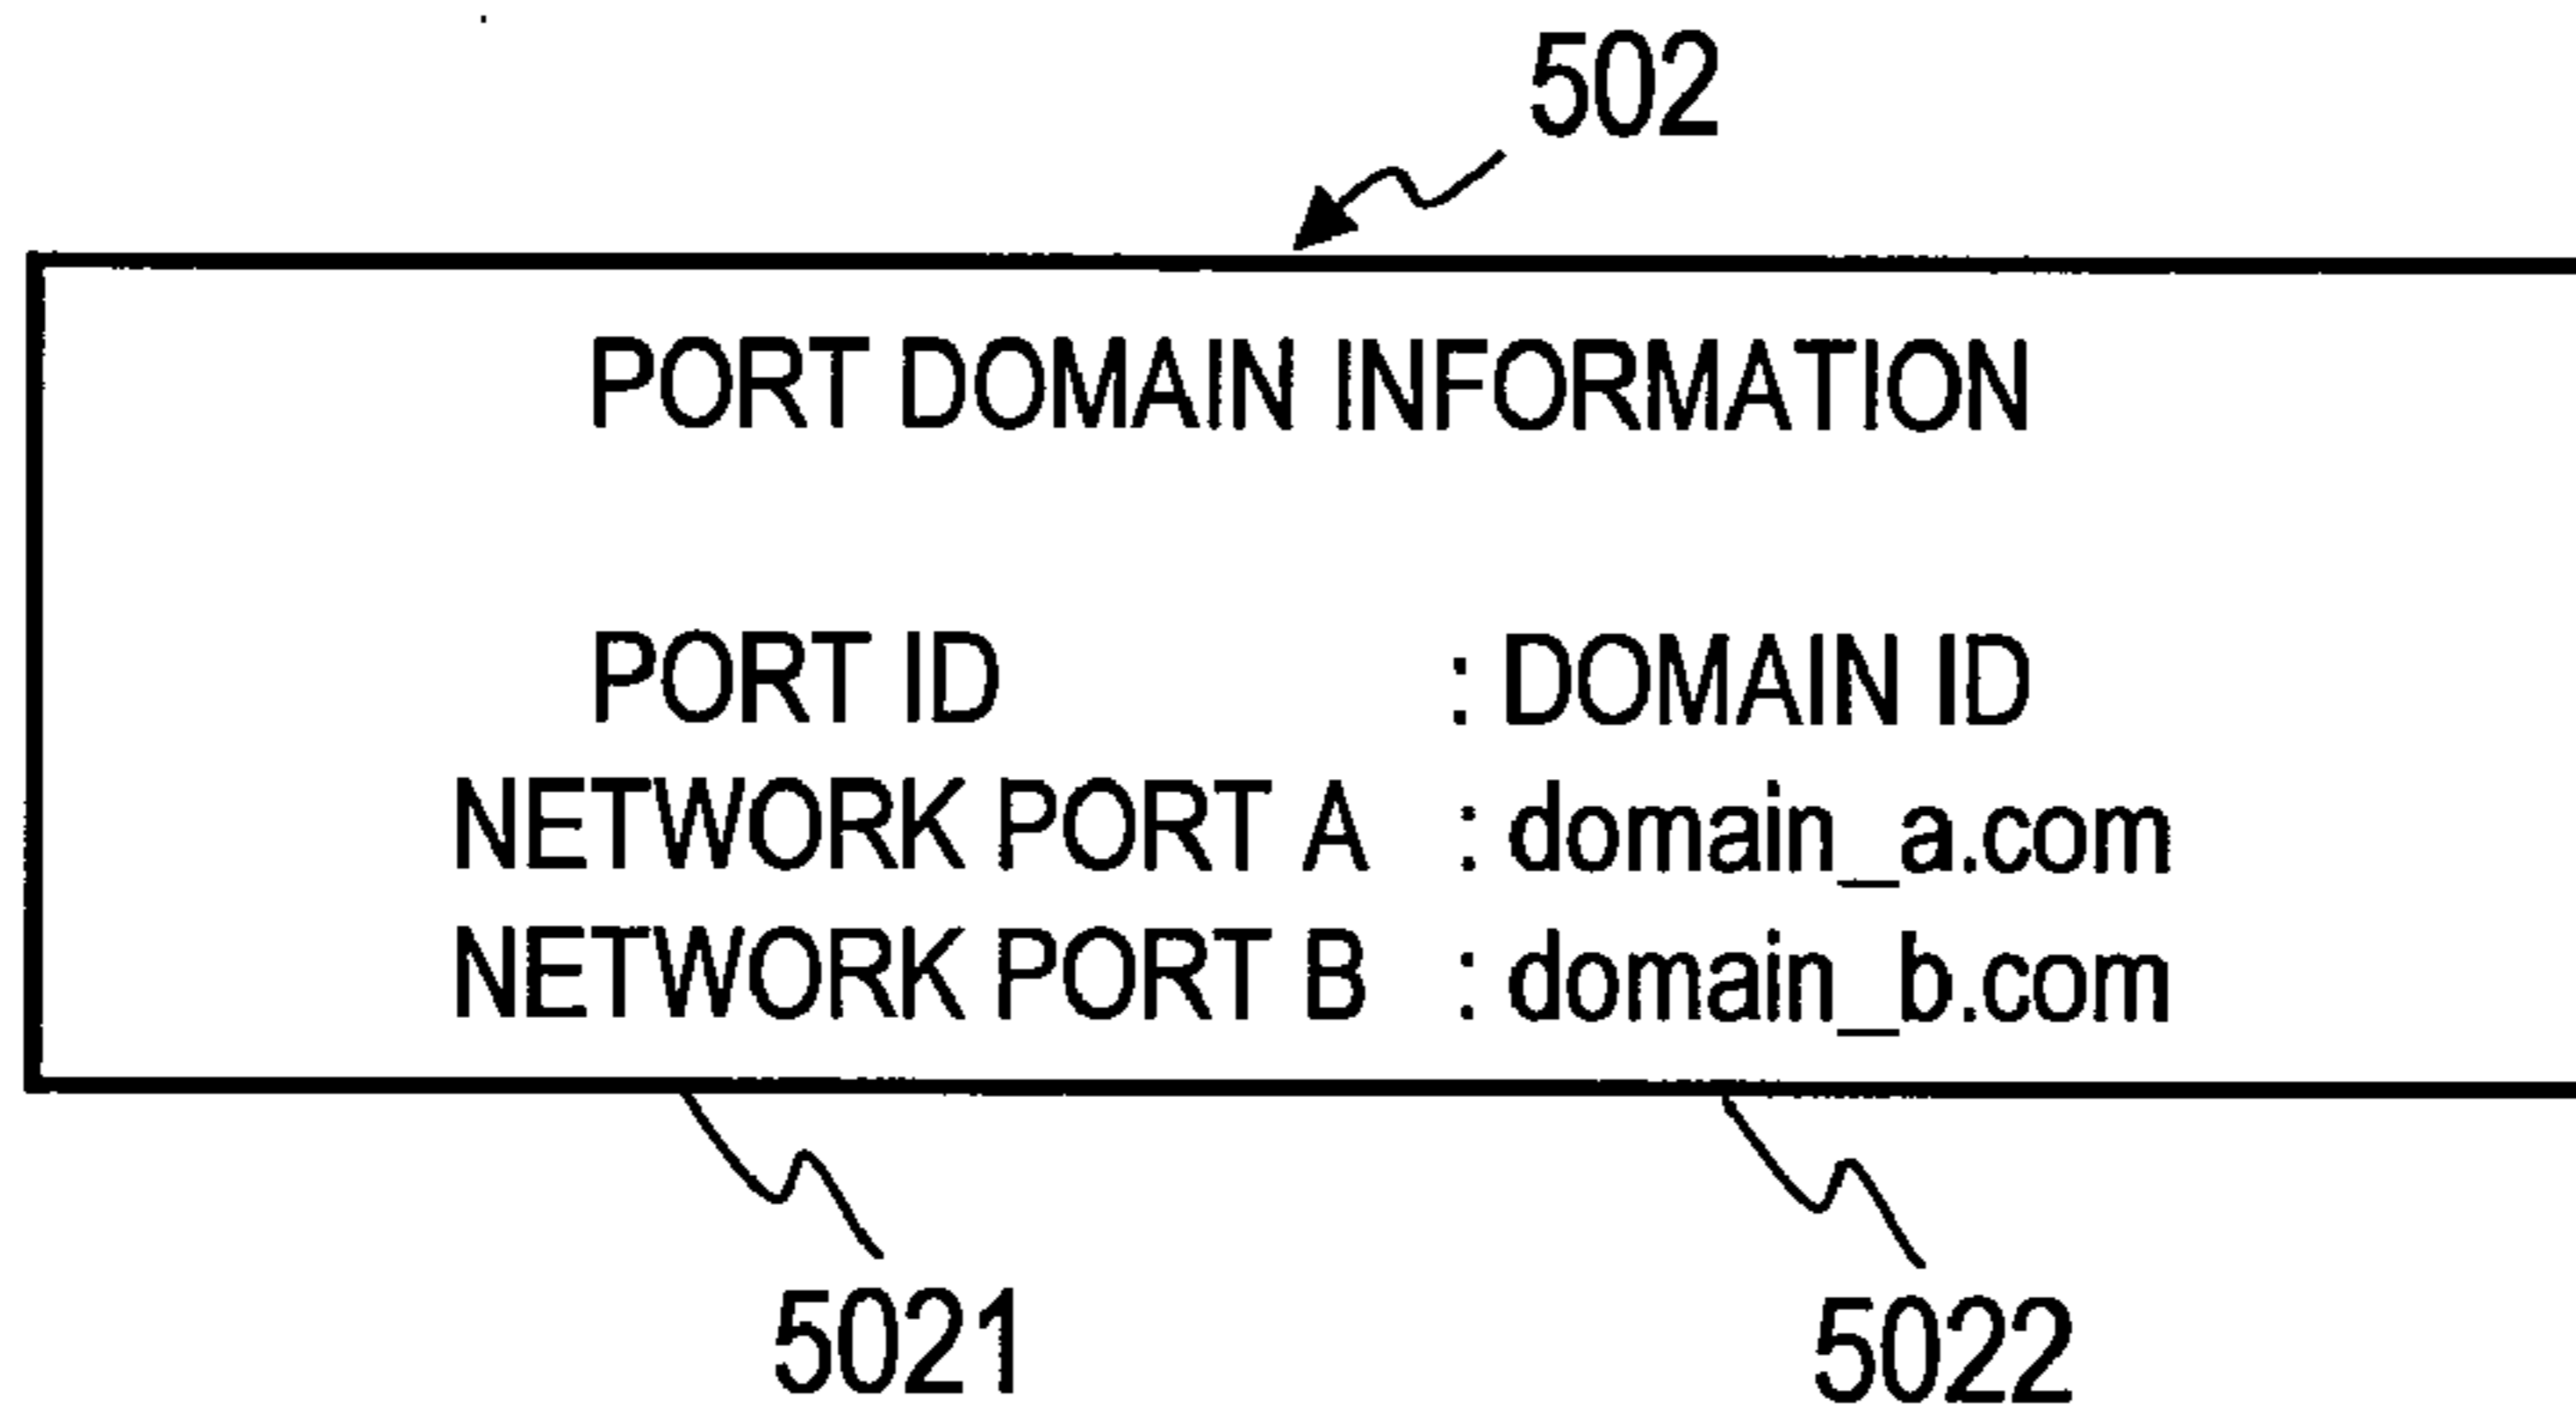 502
PORT DOMAIN INFORMATION
PORT ID : DOMAIN ID
NETWORK PORT A : domain_a.com
NETWORK PORT B : domain_b.com
5021 5022